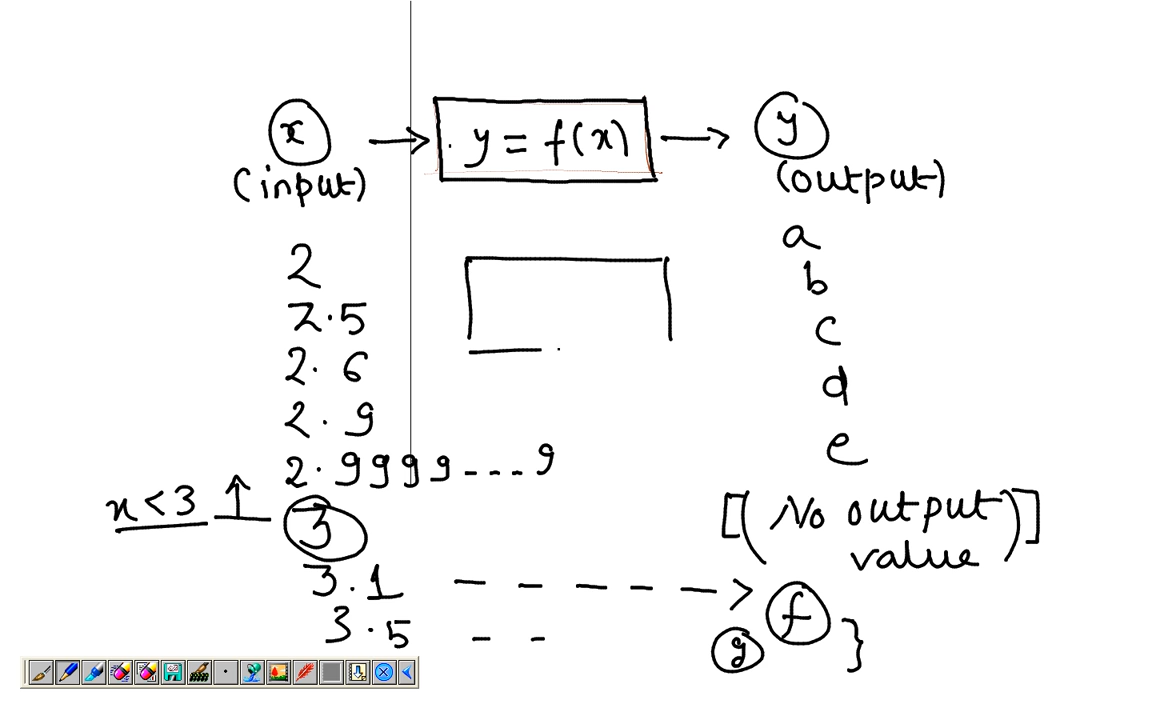 x → y = f(x) → y
(input) (output)
2 a
2.5 b
2.6 c
2.9 d
2.9999---9 e
x<3 ↑ 3 [(No output value)]
3.1 - - - - - > f
3.5 - - g }